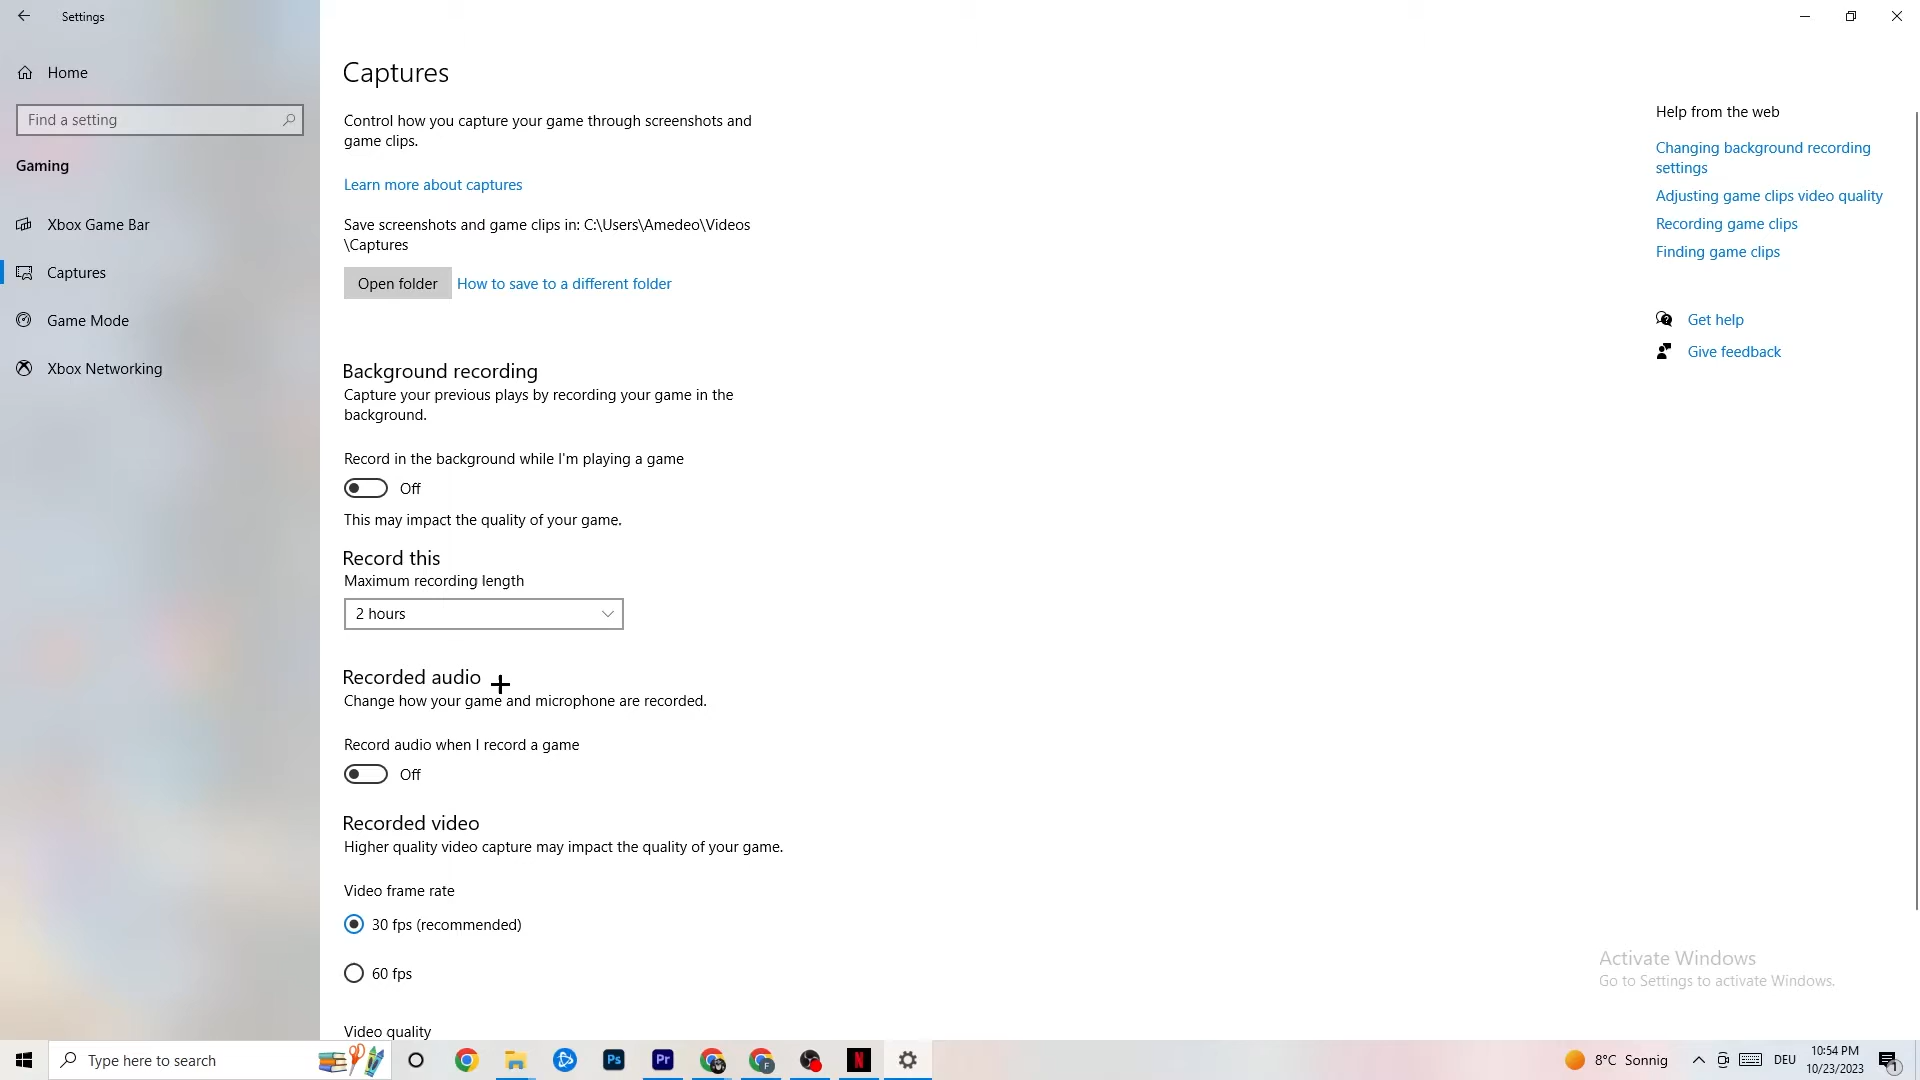 Settings
Home
Find a setting
Gaming
Xbox Game Bar
Captures
Game Mode
Xbox Networking
Captures
Control how you capture your game through screenshots and
game clips.
Learn more about captures
Save screenshots and game clips in: C:\Users\Amedeo\Videos
\Captures
Open folder
How to save to a different folder
Background recording
Capture your previous plays by recording your game in the
background.
Record in the background while I'm playing a game
Off
This may impact the quality of your game.
Record this
Maximum recording length
2 hours
Recorded audio
Change how your game and microphone are recorded.
Record audio when I record a game
Off
Recorded video
Higher quality video capture may impact the quality of your game.
Video frame rate
30 fps (recommended)
60 fps
Video quality
Help from the web
Changing background recording
settings
Adjusting game clips video quality
Recording game clips
Finding game clips
Get help
Give feedback
Activate Windows
Go to Settings to activate Windows.
Type here to search
Ps
Pr
F
N
8°C Sonnig
DEU
10:54 PM
10/23/2023
1